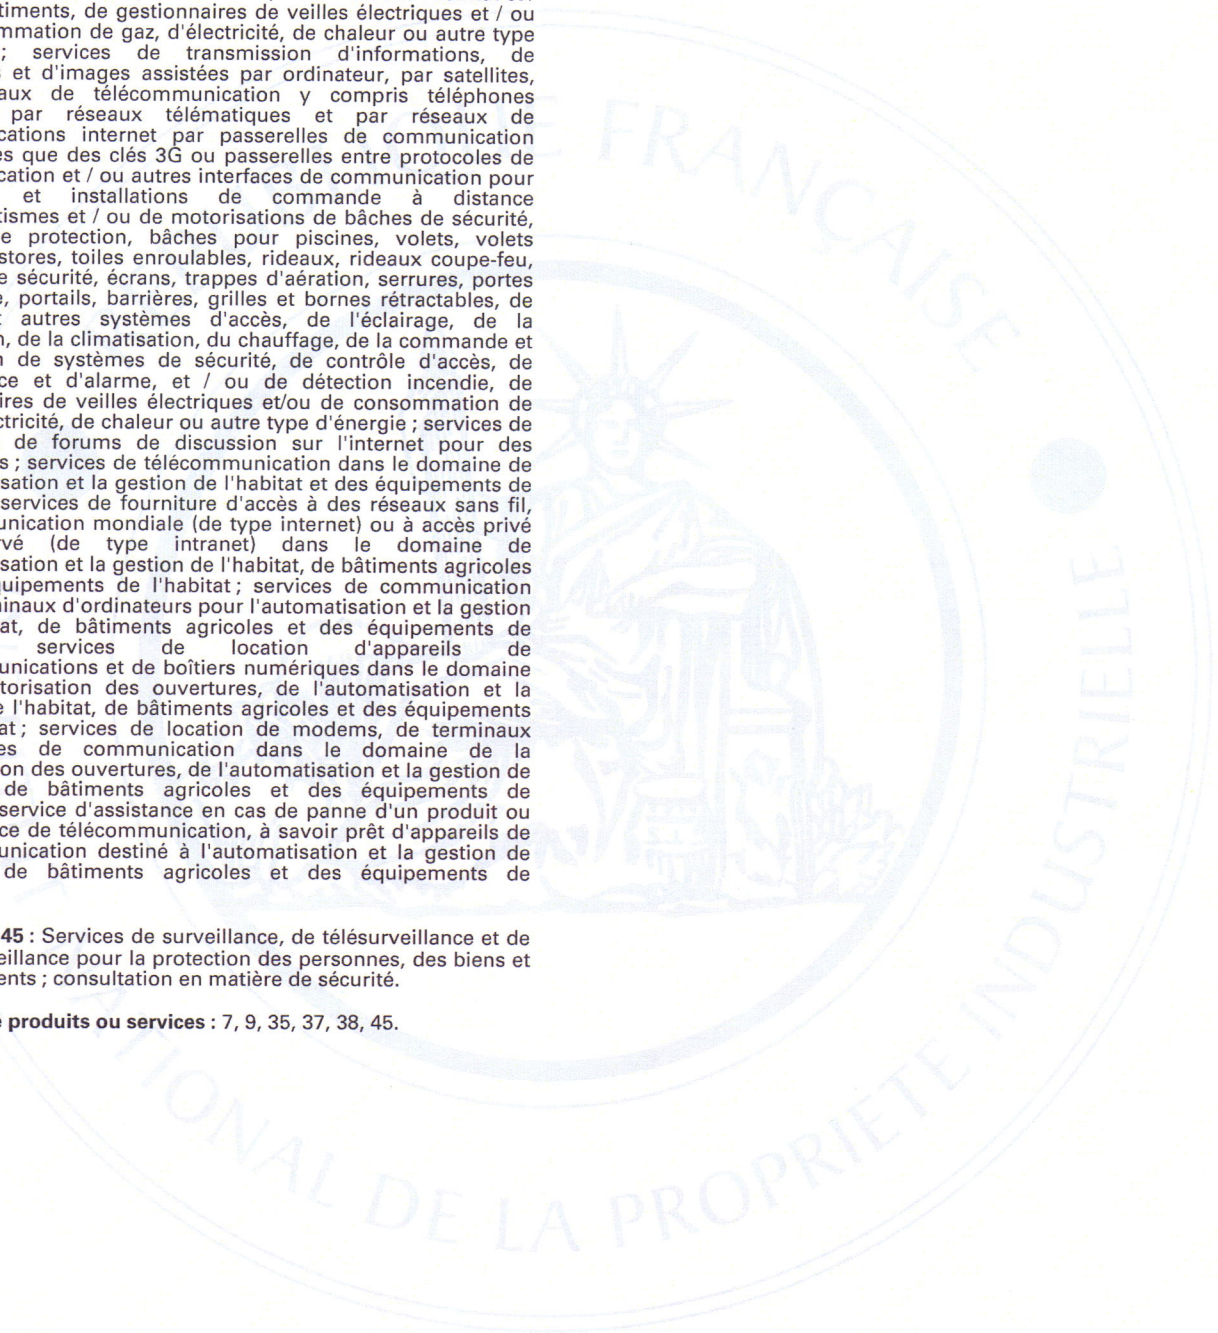 timents, de gestionnaires de veilles électriques et / ou
mmation de gaz, d'électricité, de chaleur ou autre type
; services de transmission d'informations, de
et d'images assistées par ordinateur, par satellites,
aux de télécommunication y compris téléphones
par réseaux télématiques et par réseaux de
cations internet par passerelles de communication
es que des clés 3G ou passerelles entre protocoles de
cation et / ou autres interfaces de communication pour
et installations de commande à distance
tismes et / ou de motorisations de bâches de sécurité,
e protection, bâches pour piscines, volets, volets
stores, toiles enroulables, rideaux, rideaux coupe-feu,
e sécurité, écrans, trappes d'aération, serrures, portes
e, portails, barrières, grilles et bornes rétractables, de
t autres systèmes d'accès, de l'éclairage, de la
n, de la climatisation, du chauffage, de la commande et
n de systèmes de sécurité, de contrôle d'accès, de
ce et d'alarme, et / ou de détection incendie, de
ires de veilles électriques et/ou de consommation de
ctricité, de chaleur ou autre type d'énergie ; services de
de forums de discussion sur l'internet pour des
s ; services de télécommunication dans le domaine de
sation et la gestion de l'habitat et des équipements de
services de fourniture d'accès à des réseaux sans fil,
unication mondiale (de type internet) ou à accès privé
vé (de type intranet) dans le domaine de
sation et la gestion de l'habitat, de bâtiments agricoles
quipements de l'habitat ; services de communication
inaux d'ordinateurs pour l'automatisation et la gestion
at, de bâtiments agricoles et des équipements de
services de location d'appareils de
unications et de boîtiers numériques dans le domaine
torisation des ouvertures, de l'automatisation et la
e l'habitat, de bâtiments agricoles et des équipements
at ; services de location de modems, de terminaux
es de communication dans le domaine de la
on des ouvertures, de l'automatisation et la gestion de
de bâtiments agricoles et des équipements de
service d'assistance en cas de panne d'un produit ou
ce de télécommunication, à savoir prêt d'appareils de
unication destiné à l'automatisation et la gestion de
de bâtiments agricoles et des équipements de
45 : Services de surveillance, de télésurveillance et de
eillance pour la protection des personnes, des biens et
ents ; consultation en matière de sécurité.
e produits ou services : 7, 9, 35, 37, 38, 45.
FRANÇAISE
NATIONAL DE LA PROPRIETE INDUSTRIELLE